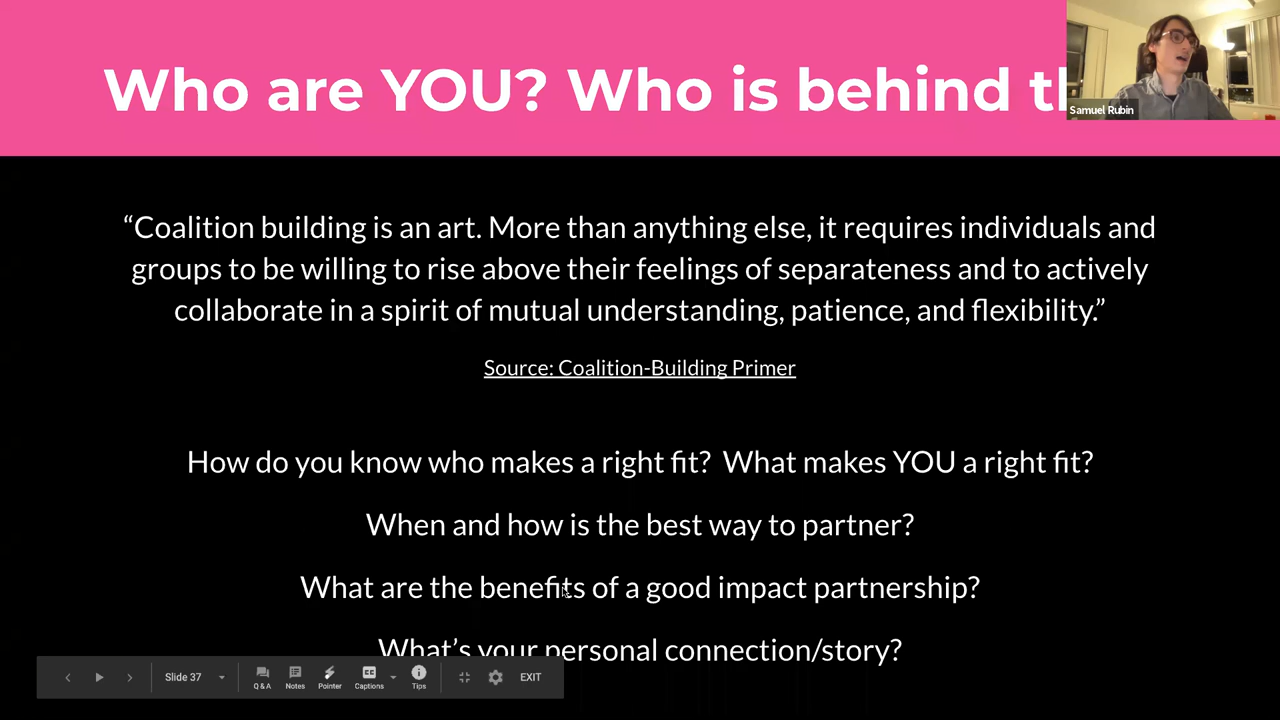 Who are YOU? Who is behind
Samuel Rubin
“Coalition building is an art. More than anything else, it requires individuals and
groups to be willing to rise above their feelings of separateness and to actively
collaborate in a spirit of mutual understanding, patience, and flexibility.”
Source: Coalition-Building Primer
How do you know who makes a right fit? What makes YOU a right fit?
When and how is the best way to partner?
What are the benefits of a good impact partnership?
What’s your personal connection/story?
Slide 37
Q & A
Notes
Pointer
CC
Captions
Tips
EXIT